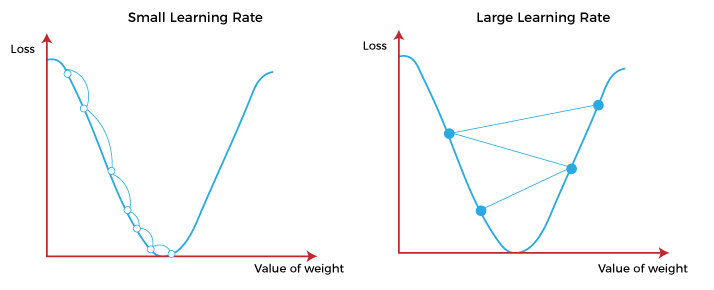 Small Learning Rate
Loss
Value of weight
Large Learning Rate
Loss
Value of weight